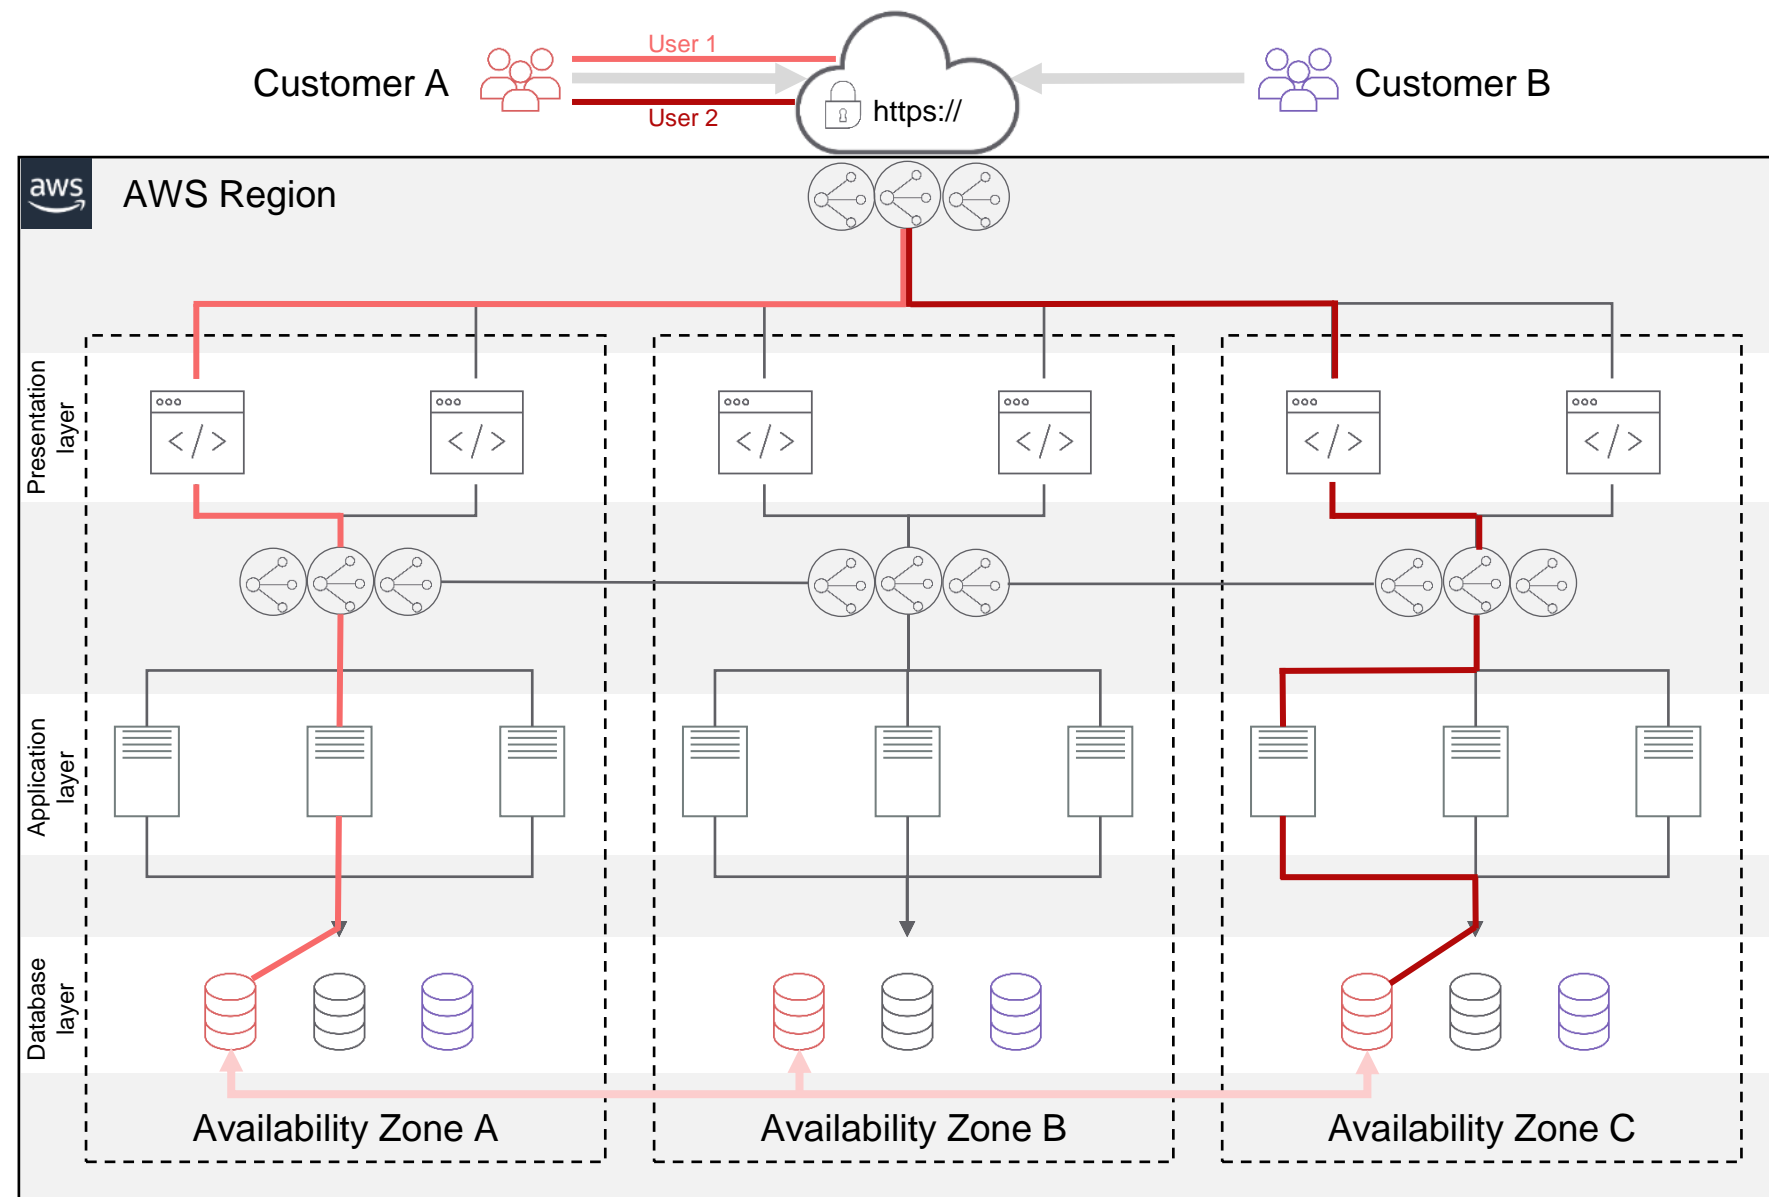 User 1
Customer A
https://
User 2
Customer B
aws
AWS Region
Presentation
layer
</>
</>
</>
</>
</>
</>
Application
layer
Database
layer
Availability Zone A
Availability Zone B
Availability Zone C